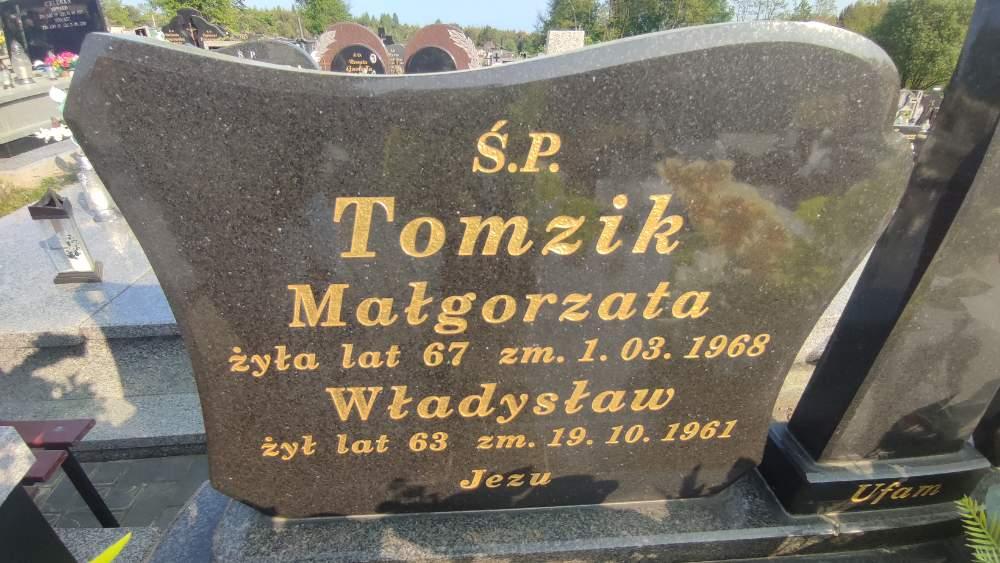 Ś.P.
Tomzik
Małgorzata
żyła lat 67 zm. 1. 03. 1968
Władysław
żył lat 63 zm. 19. 10. 1961
Jezu
Ufam